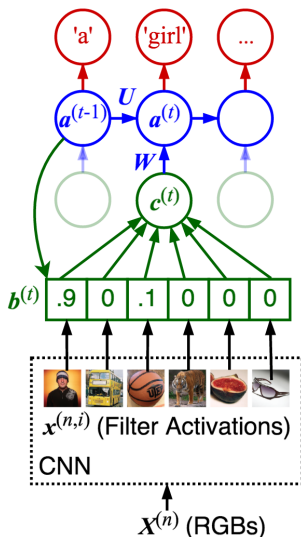 'a' 'girl' ...
U
a(t-1) a(t)
W
c(t)
b(t) .9 0 .1 0 0 0
x(n,i) (Filter Activations)
CNN
X(n) (RGBs)